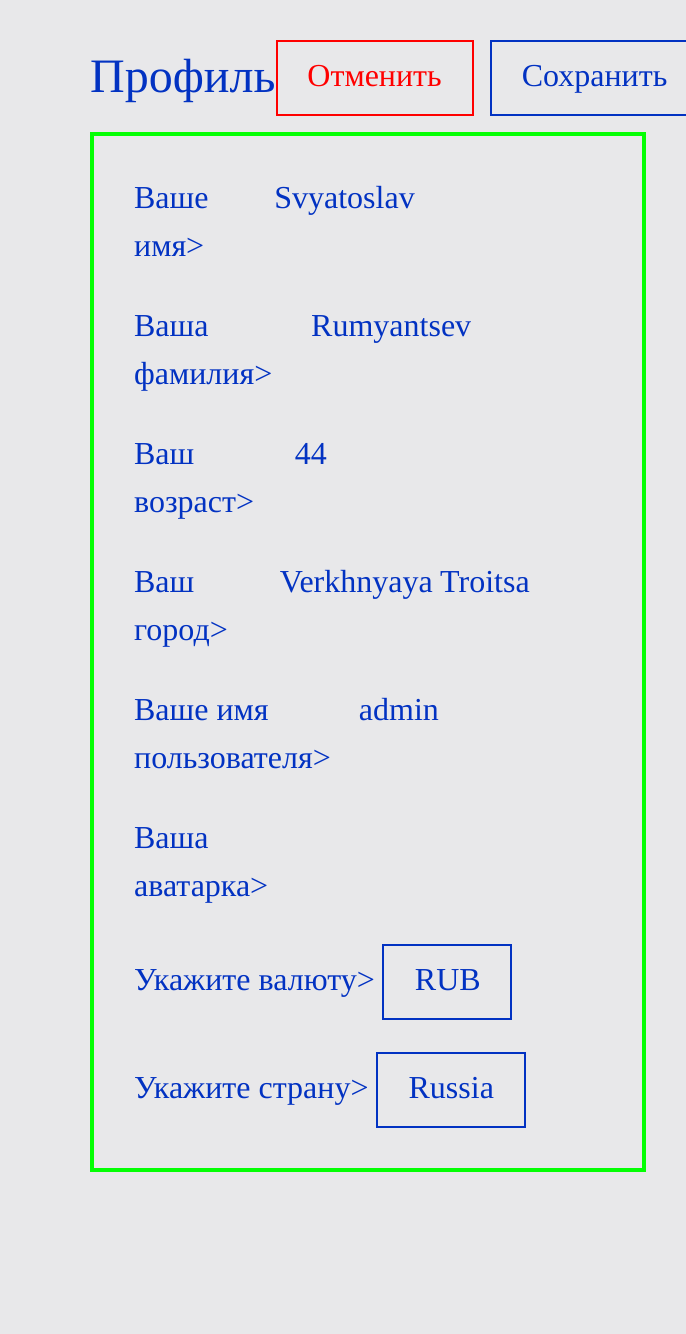 Профиль Отменить Сохранить
Ваше Svyatoslav
имя>
Ваша Rumyantsev
фамилия>
Ваш 44
возраст>
Ваш Verkhnyaya Troitsa
город>
Ваше имя admin
пользователя>
Ваша
аватарка>
Укажите валюту> RUB
Укажите страну> Russia